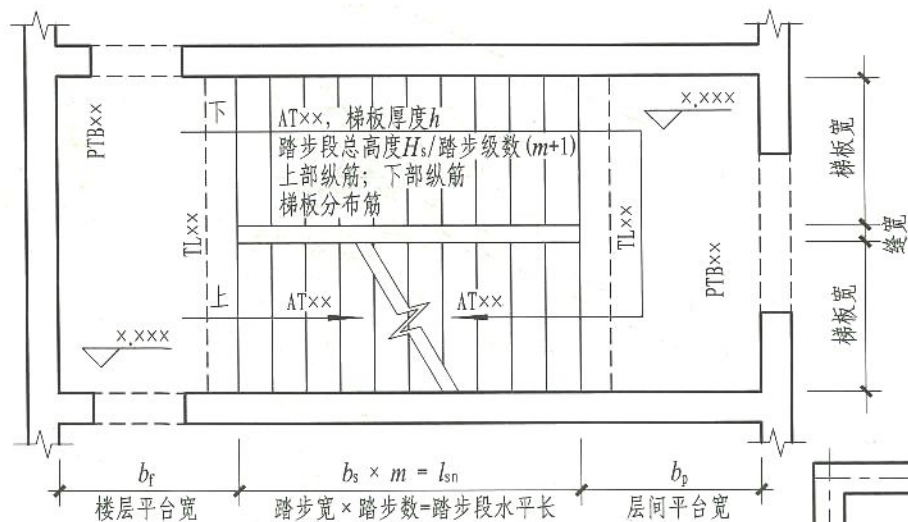 下
AT××，梯板厚度h
踏步段总高度Hs/踏步级数(m+1)
上部纵筋；下部纵筋
梯板分布筋
PTB××
TL××
x.xxx
TL××
PTB××
梯板宽
缝宽
梯板宽
上
AT××
AT××
x.xxx
bf
bs × m = lsn
bp
楼层平台宽
踏步宽×踏步数=踏步段水平长
层间平台宽